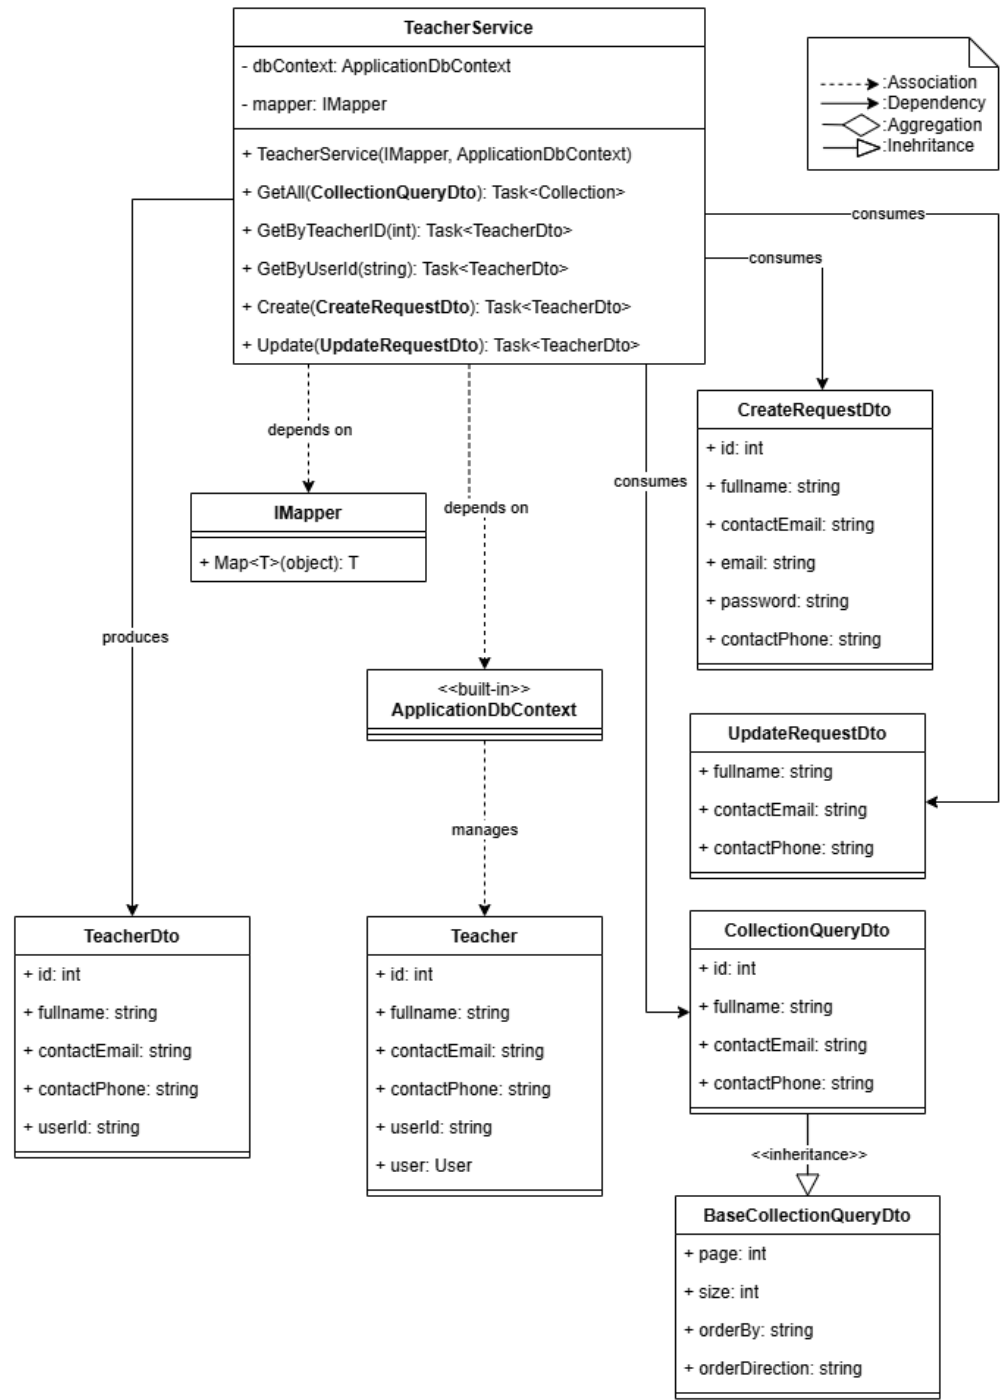 TeacherService
- dbContext: ApplicationDbContext
- mapper: IMapper
+ TeacherService(IMapper, ApplicationDbContext)
+ GetAll(CollectionQueryDto): Task<Collection>
+ GetByTeacherID(int): Task<TeacherDto>
+ GetByUserId(string): Task<TeacherDto>
+ Create(CreateRequestDto): Task<TeacherDto>
+ Update(UpdateRequestDto): Task<TeacherDto>
:Association
:Dependency
:Aggregation
:Inehritance
consumes
consumes
depends on
consumes
depends on
produces
IMapper
+ Map<T>(object): T
CreateRequestDto
+ id: int
+ fullname: string
+ contactEmail: string
+ email: string
+ password: string
+ contactPhone: string
<<built-in>>
ApplicationDbContext
manages
UpdateRequestDto
+ fullname: string
+ contactEmail: string
+ contactPhone: string
TeacherDto
+ id: int
+ fullname: string
+ contactEmail: string
+ contactPhone: string
+ userId: string
Teacher
+ id: int
+ fullname: string
+ contactEmail: string
+ contactPhone: string
+ userId: string
+ user: User
CollectionQueryDto
+ id: int
+ fullname: string
+ contactEmail: string
+ contactPhone: string
<<inheritance>>
BaseCollectionQueryDto
+ page: int
+ size: int
+ orderBy: string
+ orderDirection: string